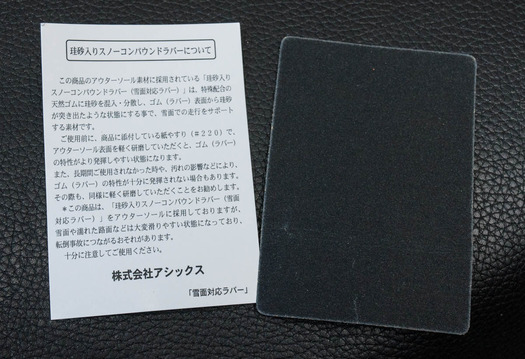 珪砂入りスノーコンパウンドラバーについて
この商品のアウターソール素材に採用されている「珪砂入り
スノーコンパウンドラバー（雪面対応ラバー）」は、特殊配合の
天然ゴムに珪砂を混入・分散し、ゴム（ラバー）表面から珪砂
が突き出たような状態にする事で、雪面での走行をサポート
する素材です。
ご使用前に、商品に添付している紙やすり（＃２２０）で、
アウターソール表面を軽く研磨していただくと、ゴム（ラバー）
の特性がより発揮しやすい状態になります。
また、長期間ご使用されなかった時や、汚れの影響などにより、
ゴム（ラバー）の特性が十分に発揮されない場合もあります。
その際も、同様に軽く研磨していただくことをお勧めします。
＊この商品は、「珪砂入りスノーコンパウンドラバー（雪面
対応ラバー）」をアウターソールに採用しておりますが、
雪面や濡れた路面などは大変滑りやすい状態になっており、
転倒事故につながるおそれがあります。
十分に注意してご使用ください。
株式会社アシックス
「雪面対応ラバー」